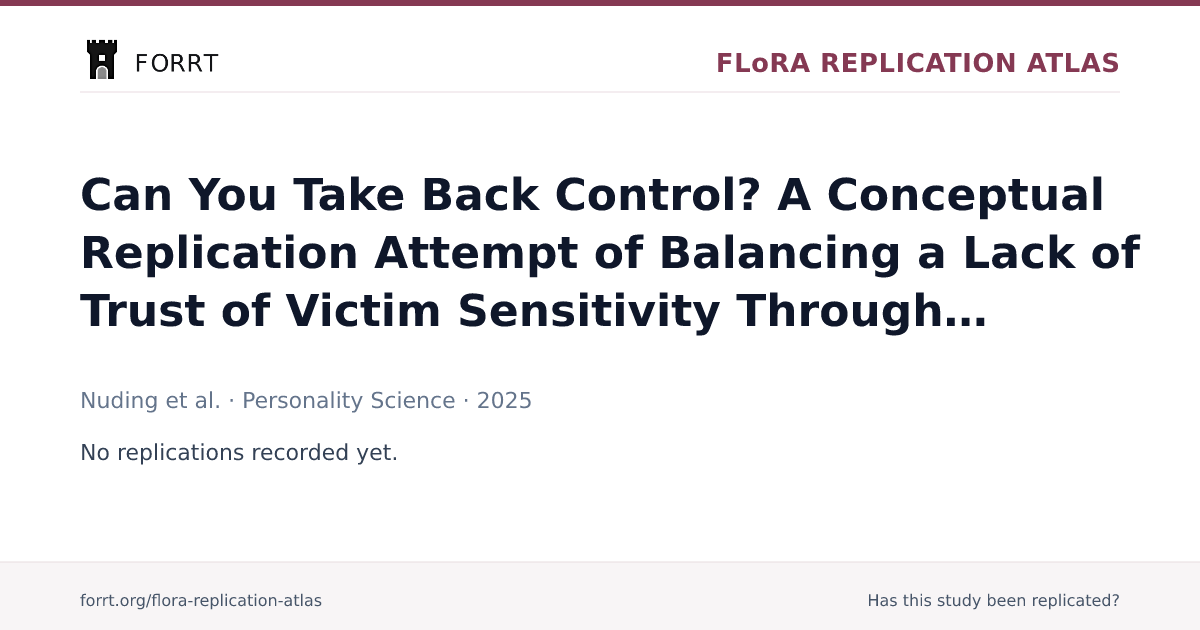 FORRT
FLoRA REPLICATION ATLAS
Can You Take Back Control? A Conceptual
Replication Attempt of Balancing a Lack of
Trust of Victim Sensitivity Through…
Nuding et al. · Personality Science · 2025
No replications recorded yet.
forrt.org/flora-replication-atlas
Has this study been replicated?